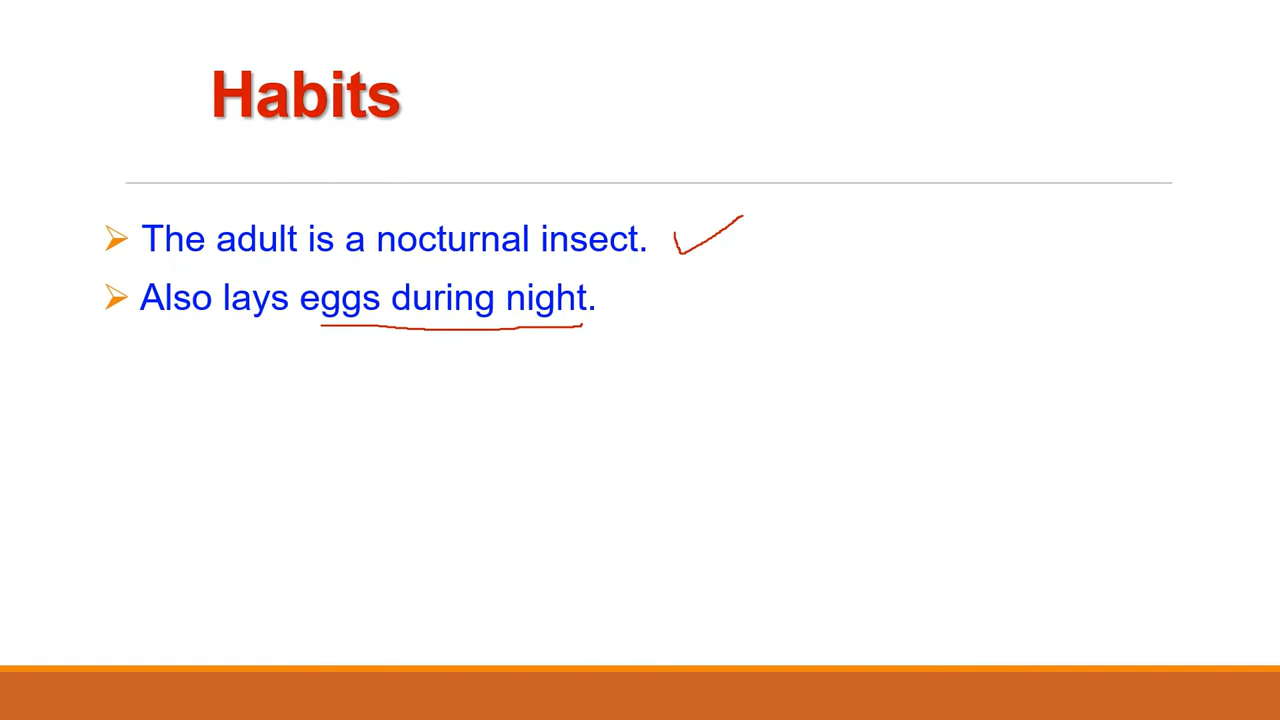 Habits
The adult is a nocturnal insect.
Also lays eggs during night.